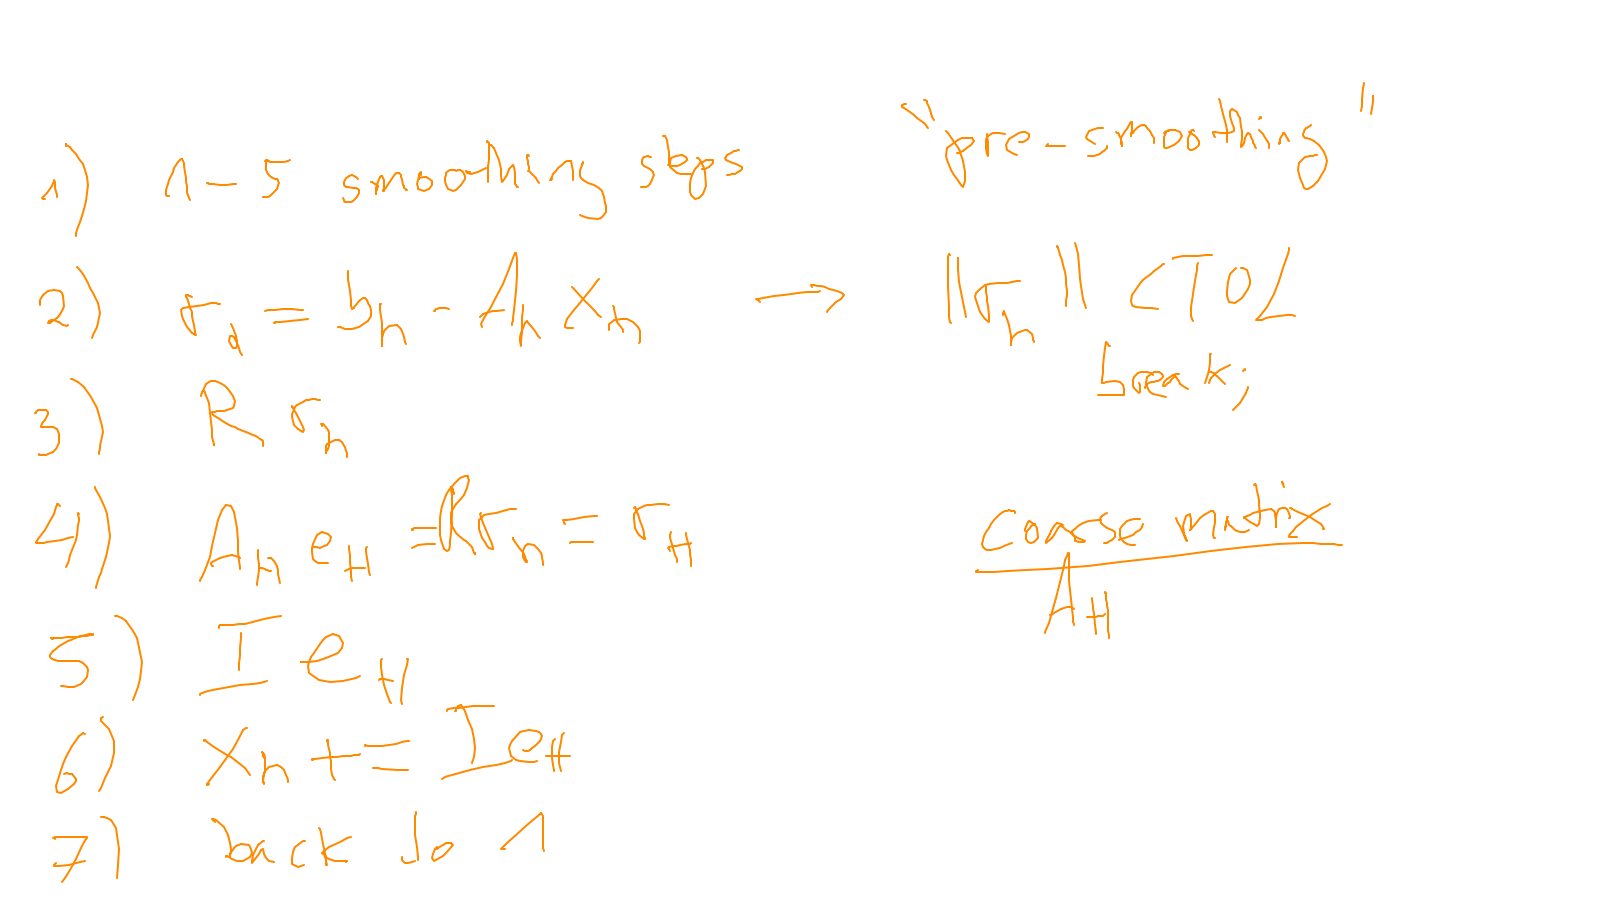 "pre-smoothing"
1) 1-5 smoothing steps
2) r_d = b_h - A_h x_h → ||r_h|| < TOL
break;
3) R r_h
4) A_h e_H = R r_h = r_H
coarse matrix
A_H
5) I e_H
6) x_h += I e_H
7) back to 1